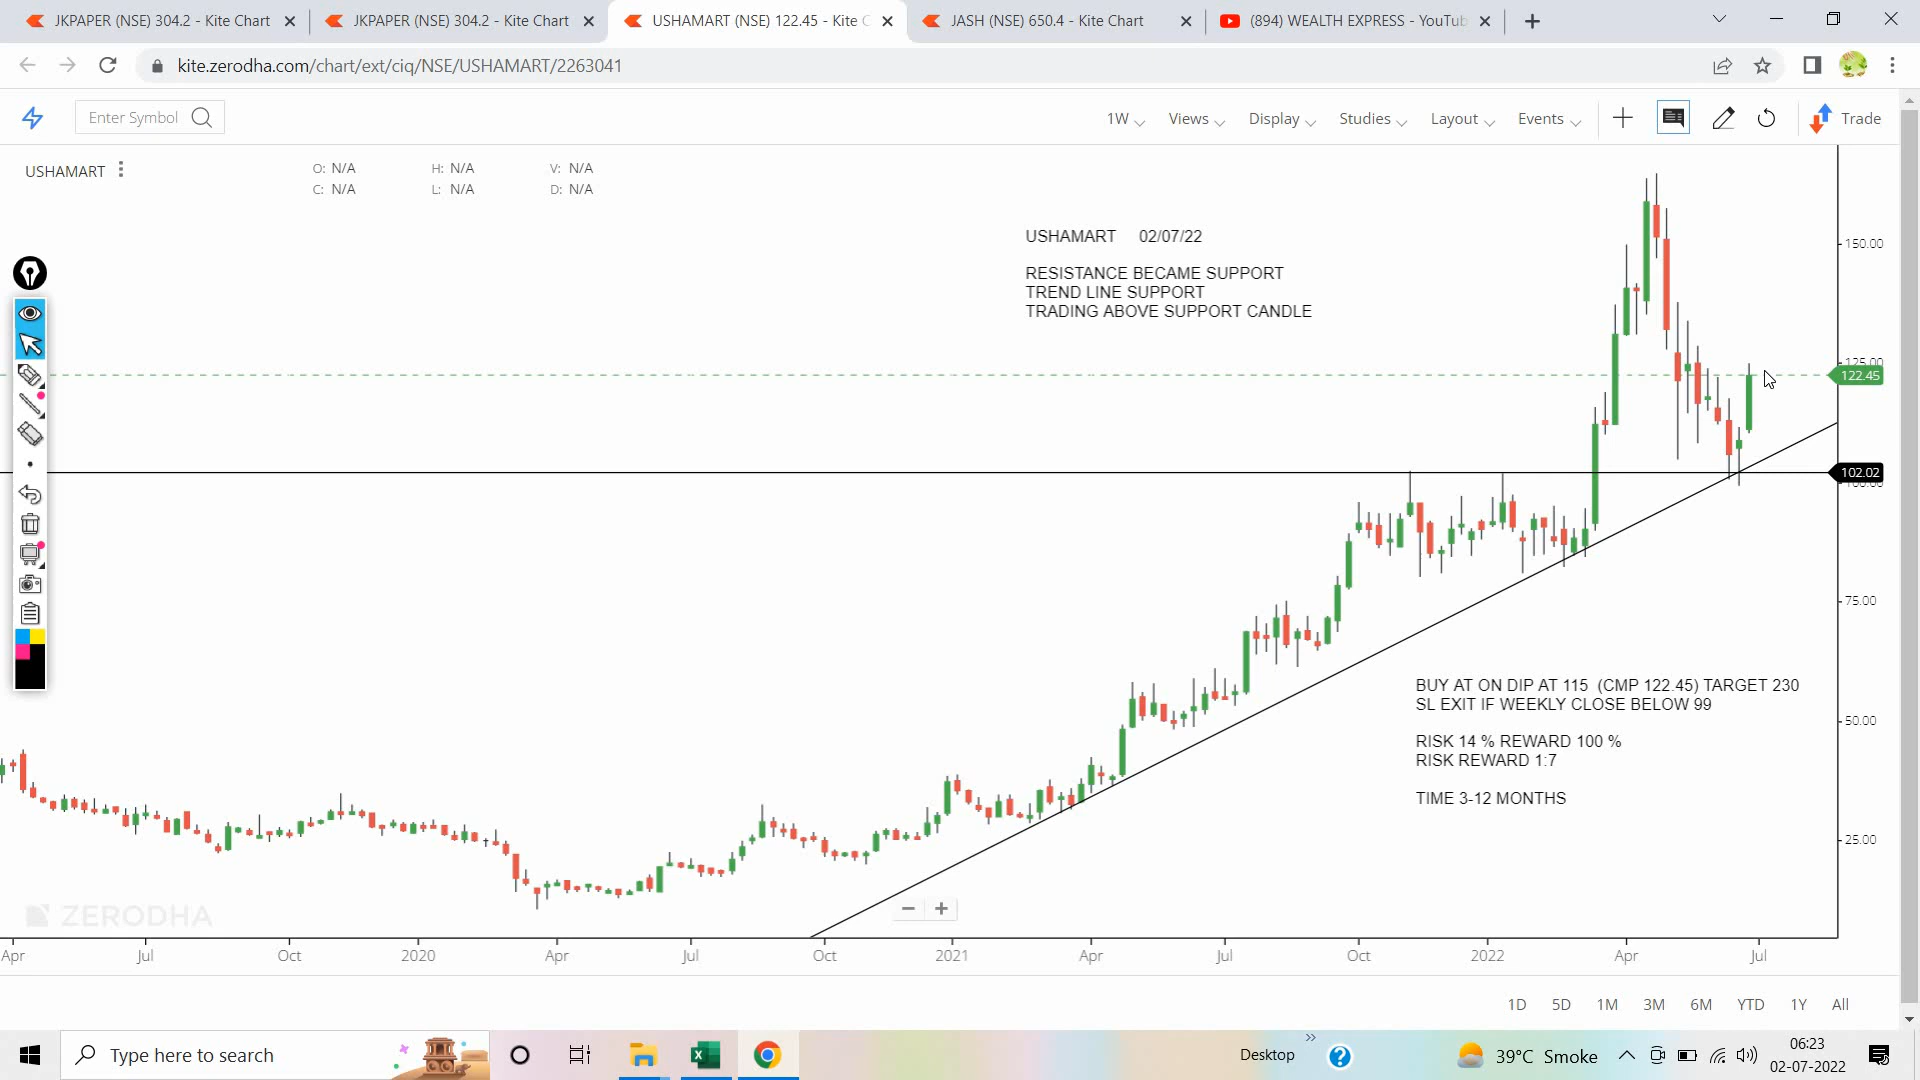 JKPAPER (NSE) 304.2 - Kite Chart
JKPAPER (NSE) 304.2 - Kite Chart
USHAMART (NSE) 122.45 - Kite C
JASH (NSE) 650.4 - Kite Chart
(894) WEALTH EXPRESS - YouTub
kite.zerodha.com/chart/ext/ciq/NSE/USHAMART/2263041
Enter Symbol
1W
Views
Display
Studies
Layout
Events
Trade
USHAMART
O: N/A H: N/A V: N/A
C: N/A L: N/A D: N/A
USHAMART 02/07/22
RESISTANCE BECAME SUPPORT
TREND LINE SUPPORT
TRADING ABOVE SUPPORT CANDLE
150.00
125.00
122.45
102.02
100.00
75.00
50.00
25.00
BUY AT ON DIP AT 115 (CMP 122.45) TARGET 230
SL EXIT IF WEEKLY CLOSE BELOW 99
RISK 14 % REWARD 100 %
RISK REWARD 1:7
TIME 3-12 MONTHS
ZERODHA
Apr Jul Oct 2020 Apr Jul Oct 2021 Apr Jul Oct 2022 Apr Jul
1D 5D 1M 3M 6M YTD 1Y All
Type here to search
Desktop
39°C Smoke
06:23
02-07-2022